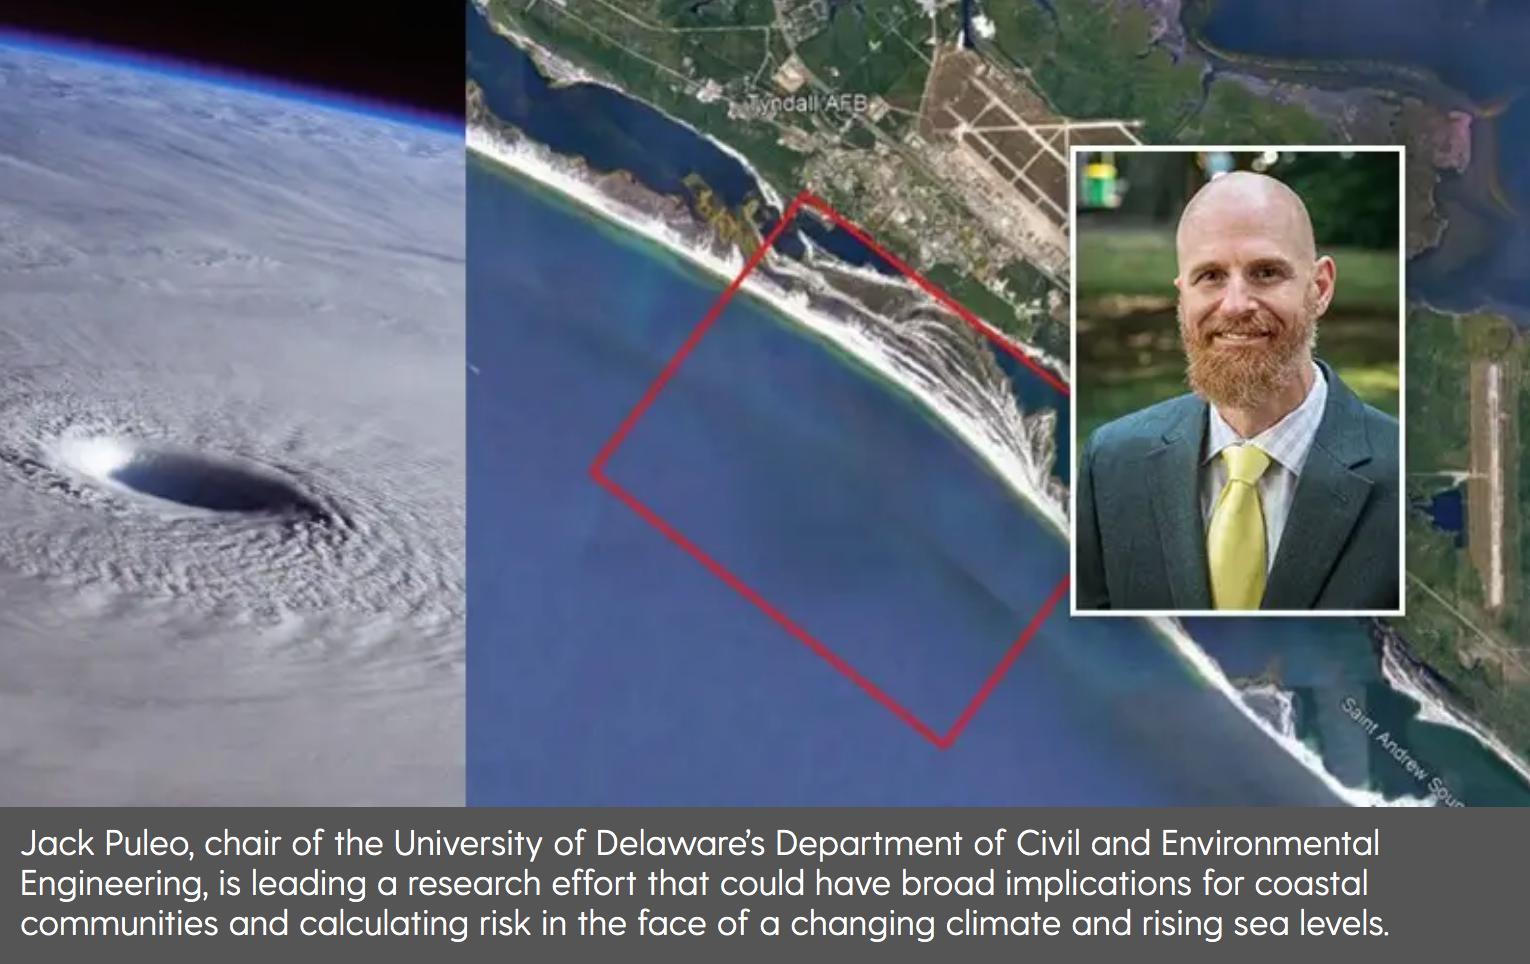 Tyndall AFB
Saint Andrew Soun
Jack Puleo, chair of the University of Delaware’s Department of Civil and Environmental
Engineering, is leading a research effort that could have broad implications for coastal
communities and calculating risk in the face of a changing climate and rising sea levels.